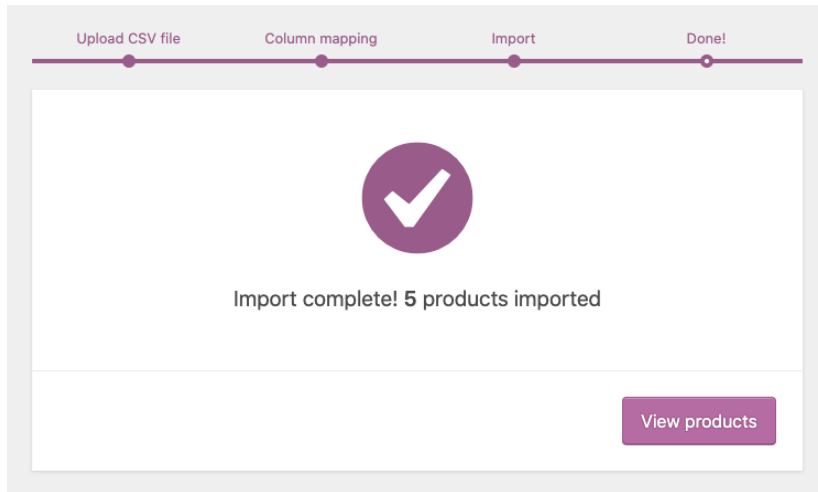 Upload CSV file Column mapping Import Done!
Import complete! 5 products imported
View products